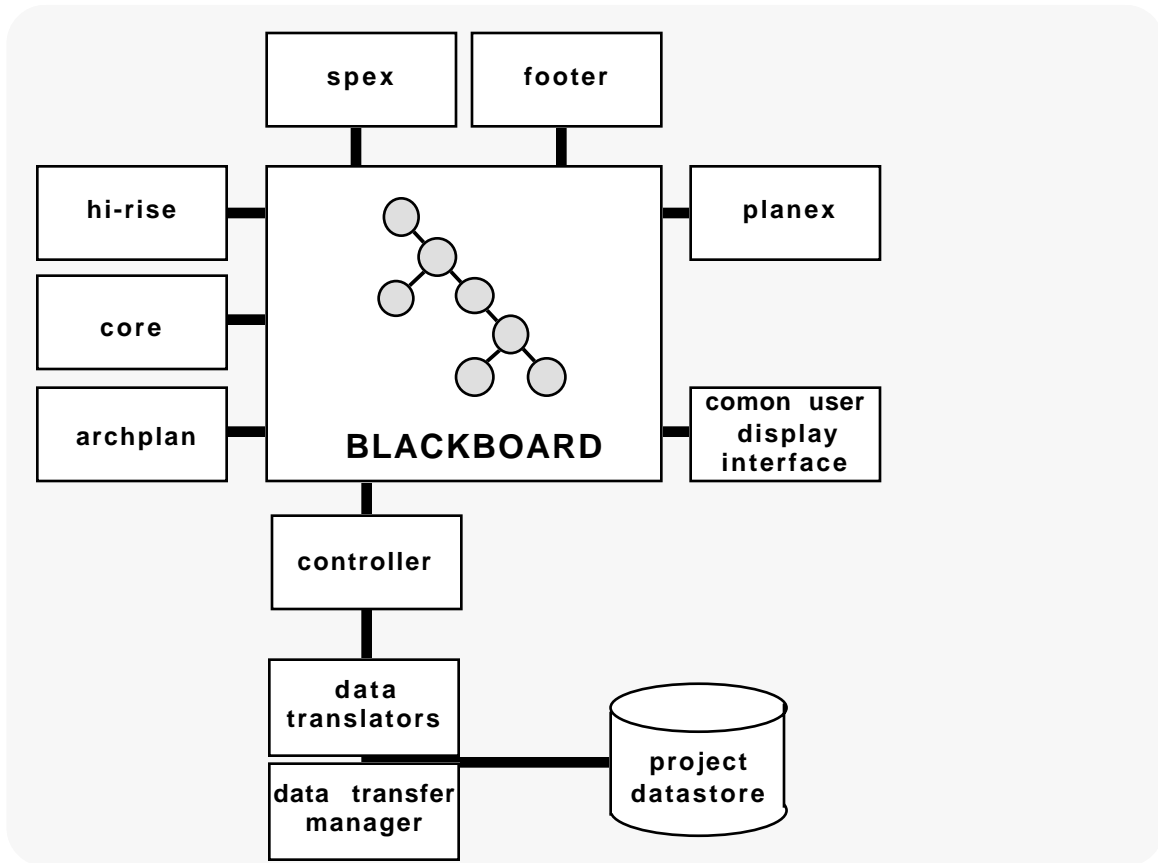 spex
footer
hi-rise
planex
core
archplan
comon user
display
interface
BLACKBOARD
controller
data
translators
project
datastore
data transfer
manager